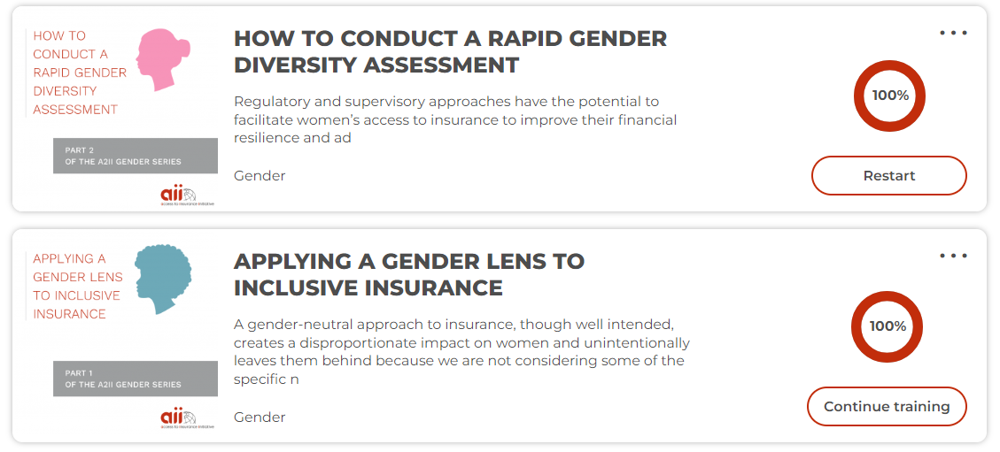 HOW TO
CONDUCT A
RAPID GENDER
DIVERSITY
ASSESSMENT
PART 2
OF THE A2II GENDER SERIES
aii
access to insurance initiative
HOW TO CONDUCT A RAPID GENDER
DIVERSITY ASSESSMENT
Regulatory and supervisory approaches have the potential to
facilitate women’s access to insurance to improve their financial
resilience and ad
Gender
100%
Restart
APPLYING A
GENDER LENS
TO INCLUSIVE
INSURANCE
PART 1
OF THE A2II GENDER SERIES
aii
access to insurance initiative
APPLYING A GENDER LENS TO
INCLUSIVE INSURANCE
A gender-neutral approach to insurance, though well intended,
creates a disproportionate impact on women and unintentionally
leaves them behind because we are not considering some of the
specific n
Gender
100%
Continue training